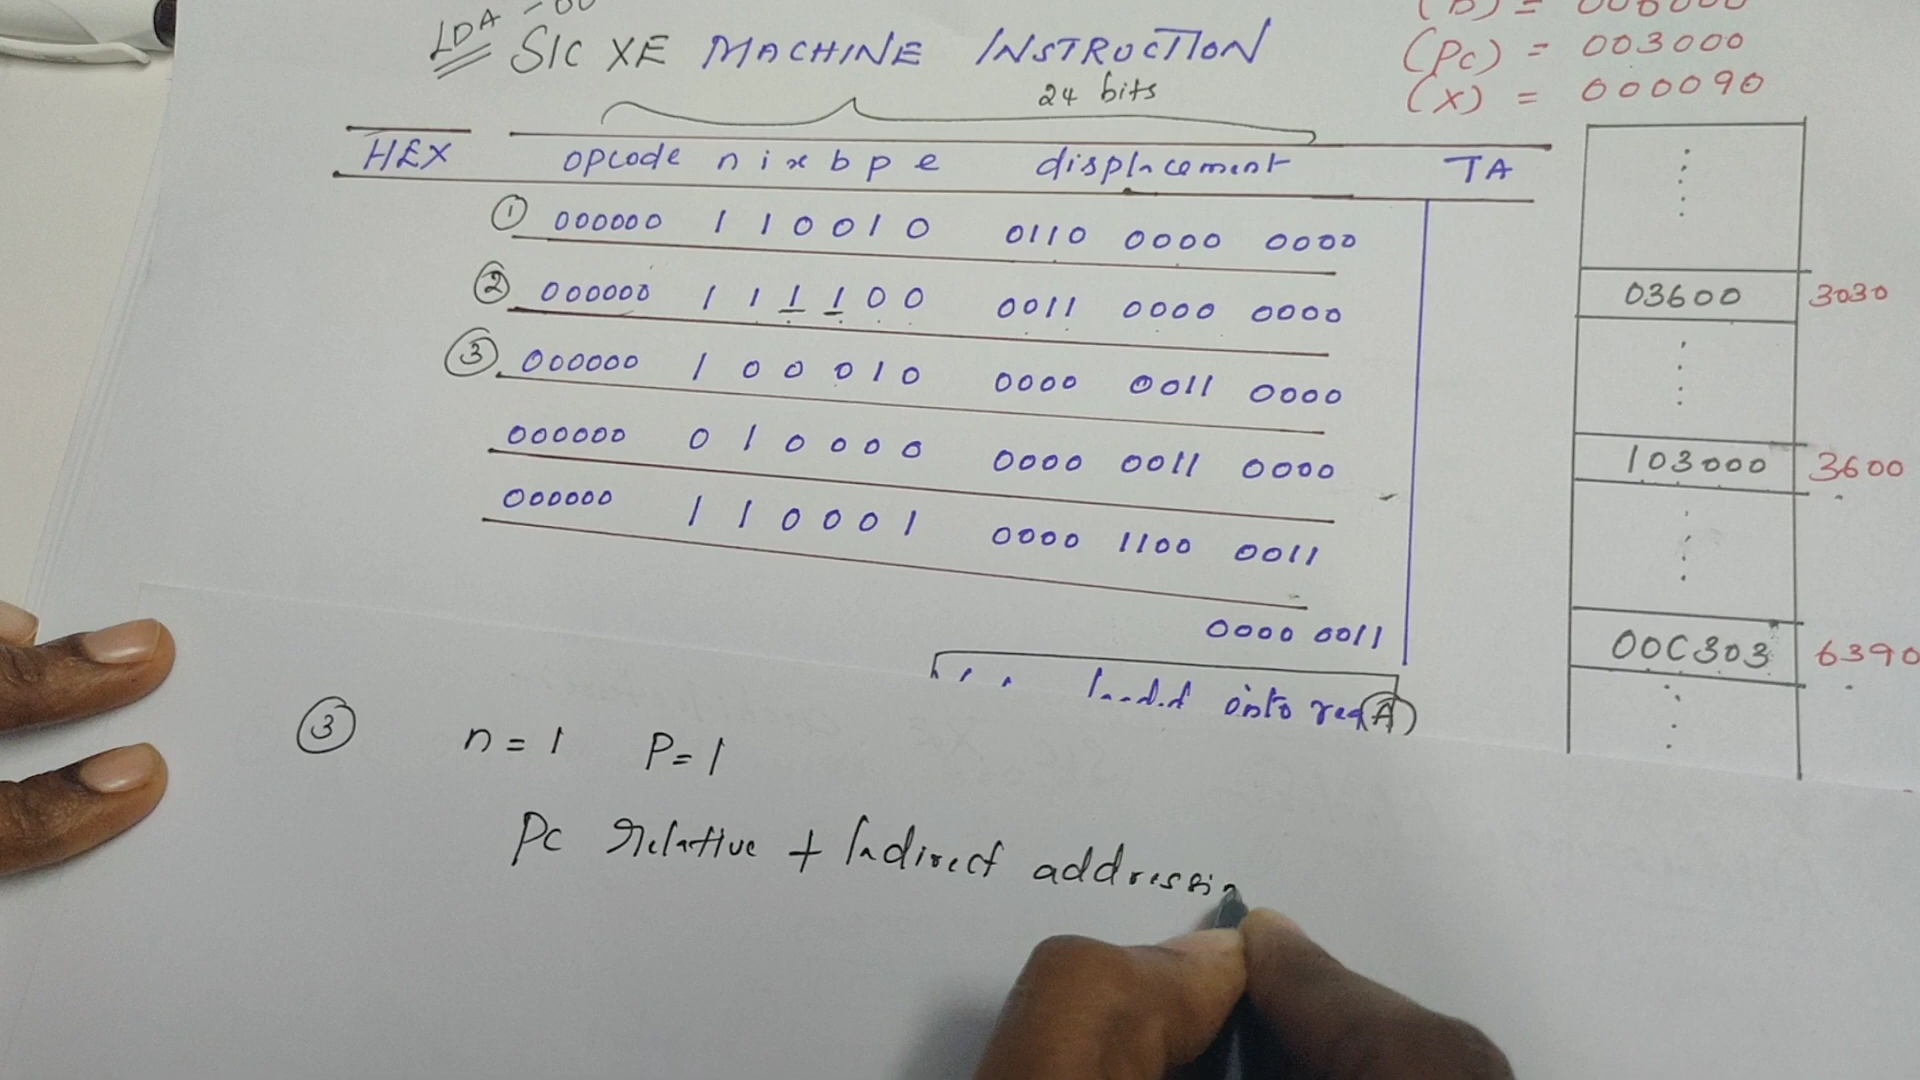 LDA - 00
SIC XE MACHINE INSTRUCTION
24 bits
(B) = 006000
(PC) = 003000
(X) = 000090
HEX opcode n i x b p e displacement TA
① 000000 1 1 0 0 1 0 0110 0000 0000
② 000000 1 1 1 1 0 0 0011 0000 0000
③ 000000 1 0 0 0 1 0 0000 0011 0000
000000 0 1 0 0 0 0 0000 0011 0000
000000 1 1 0 0 0 1 0000 1100 0011
0000 0011
loaded onto reg(A)
03600 3030
103000 3600
00C303 6390
③ n = 1 P = 1
PC relative + Indirect addressin